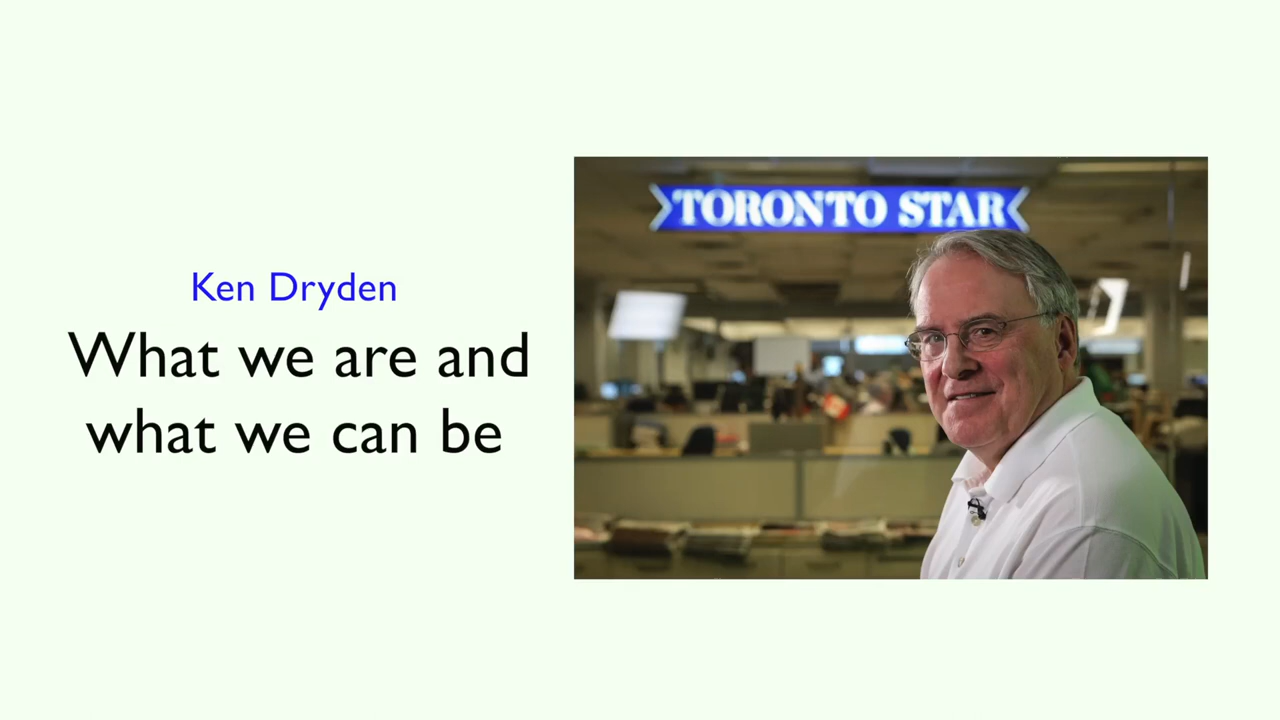 Ken Dryden
What we are and
what we can be
TORONTO STAR